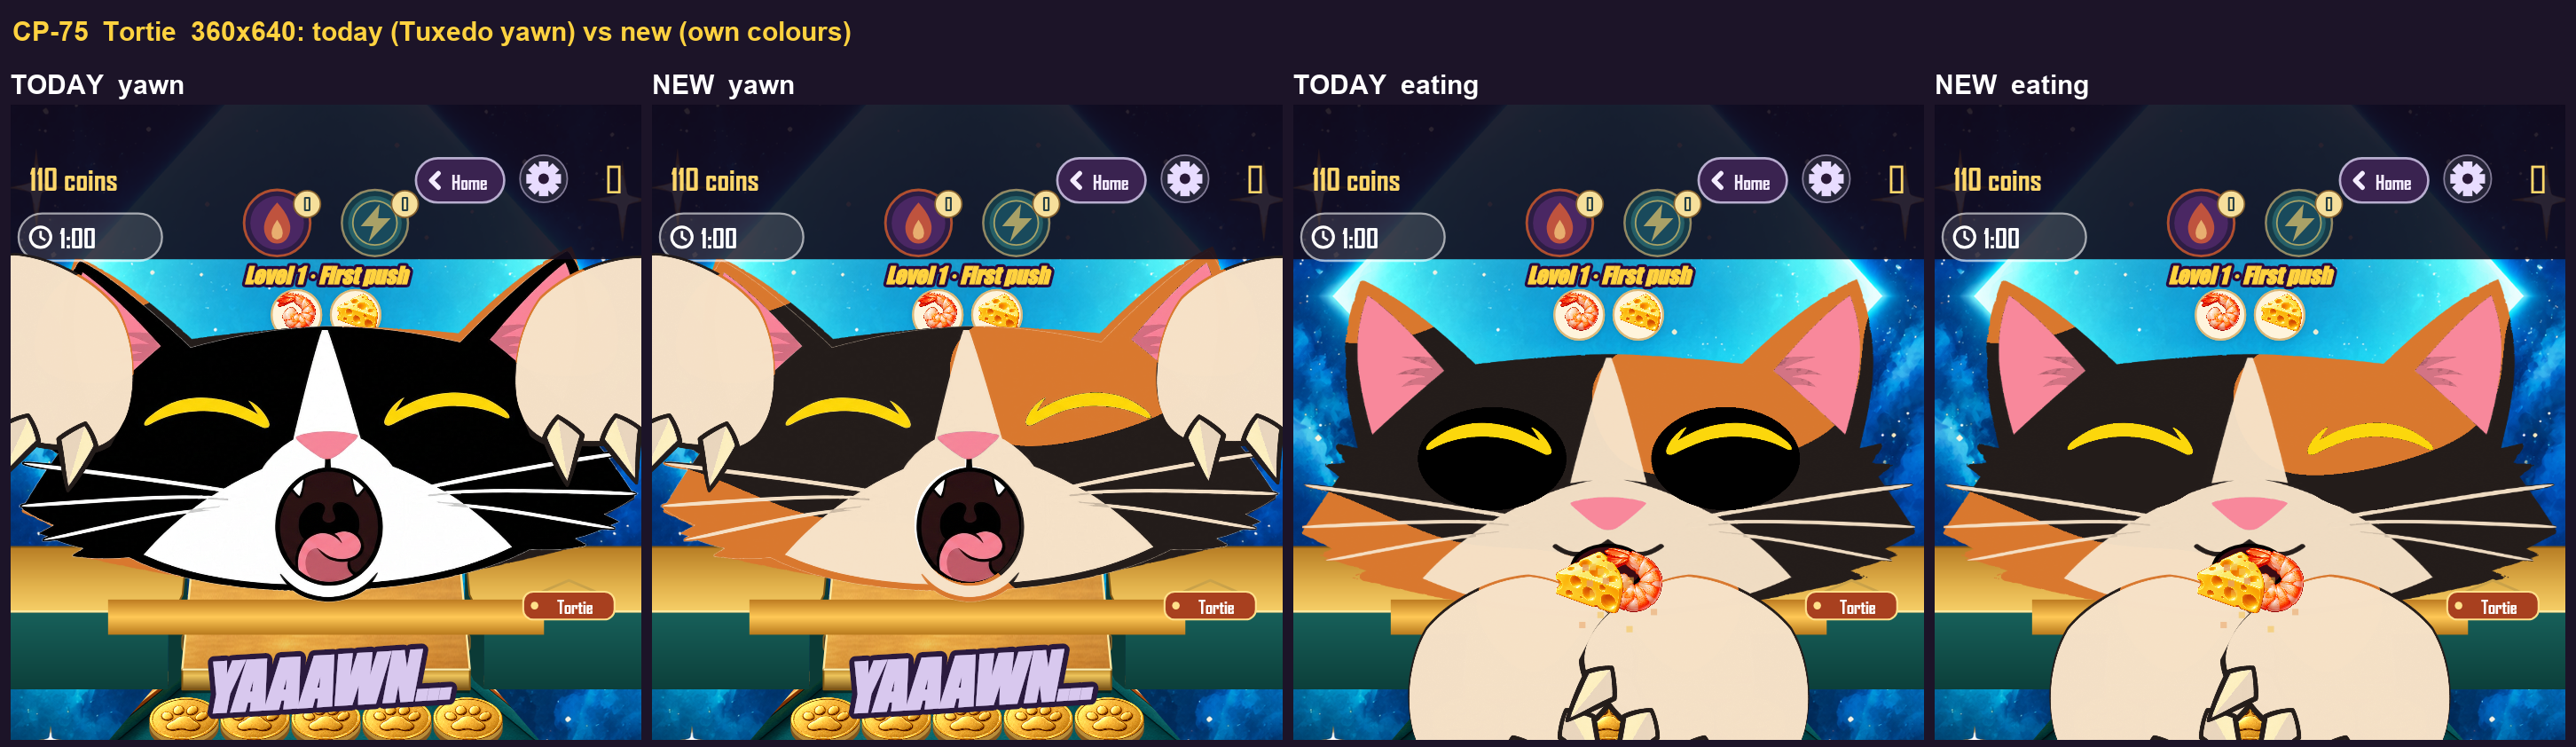 CP-75 Tortie 360x640: today (Tuxedo yawn) vs new (own colours)
TODAY yawn
110 coins
Home
0
0
1:00
Level 1 · First push
Tortie
YAAAWN...
NEW yawn
110 coins
Home
0
0
1:00
Level 1 · First push
Tortie
YAAAWN...
TODAY eating
110 coins
Home
0
0
1:00
Level 1 · First push
Tortie
NEW eating
110 coins
Home
0
0
1:00
Level 1 · First push
Tortie